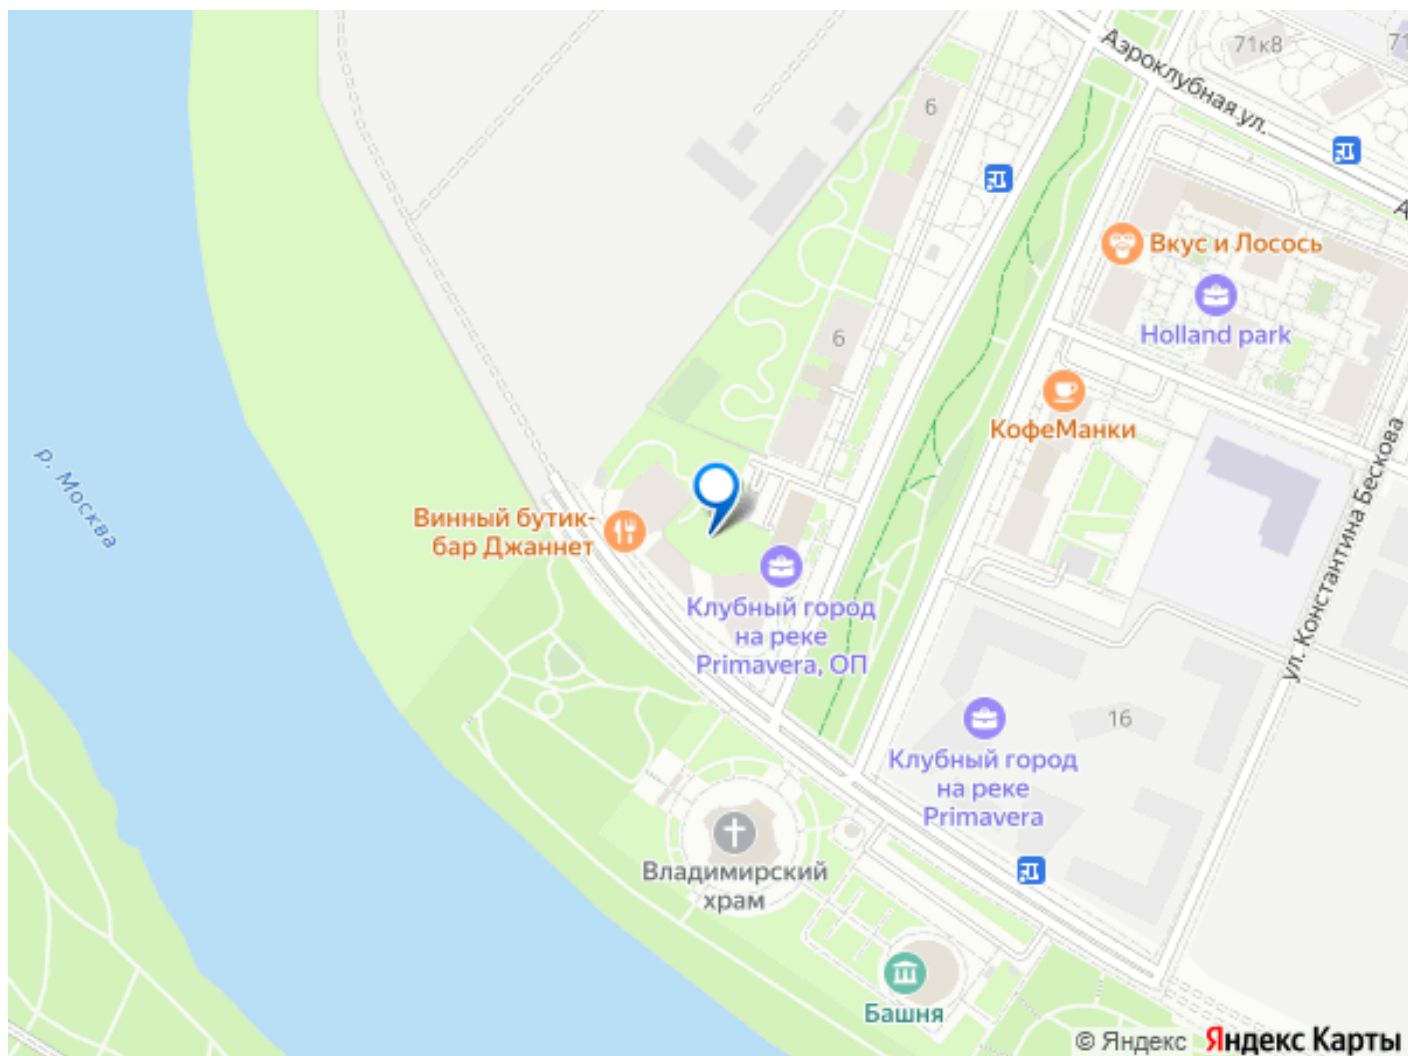 71к8
71
Аэроклубная ул.
А
6
Вкус и Лосось
Holland park
6
КофеМанки
ул. Константина Бескова
р. Москва
Винный бутик-
бар Джаннет
Клубный город
на реке
Primavera, ОП
16
Клубный город
на реке
Primavera
Владимирский
храм
Башня
© Яндекс Яндекс Карты